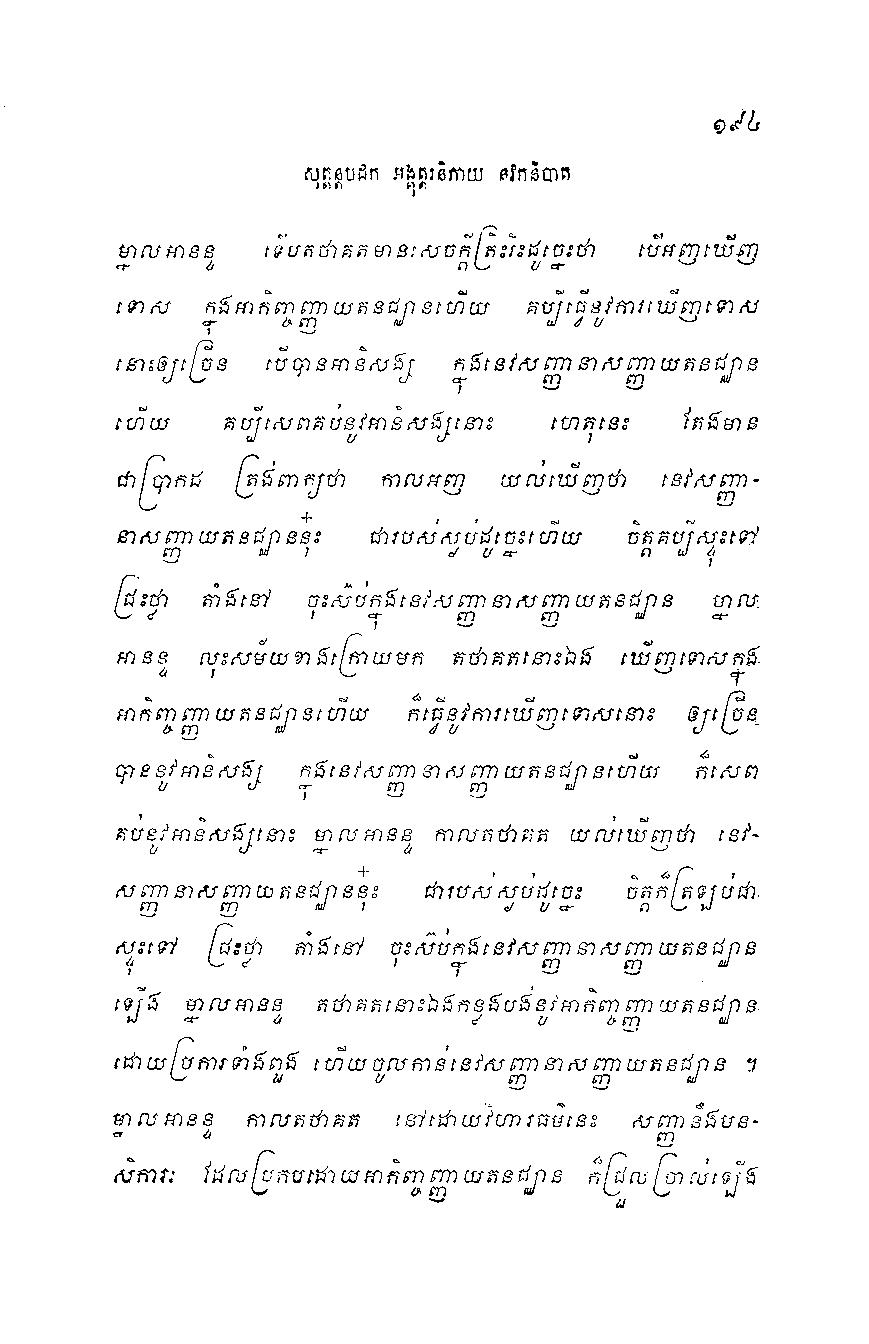 ១៩៤
សុត្តន្តបិដក អង្គុត្តរនិកាយ នវកនិបាត
ម្នាលអានន្ទ ទើបតថាគតមានសេចក្តីត្រិះរិះដូច្នេះថា បើអញឃើញ
ទោស ក្នុងអាកិញ្ចញ្ញាយតនជ្ឈានហើយ គប្បីធ្វើនូវការឃើញទោស
នោះឲ្យច្រើន បើបានអានិសង្ឃ ក្នុងនេវសញ្ញានាសញ្ញាយតនជ្ឈាន
ហើយ គប្បីសេពគប់នូវអានិសង្ឃនោះ ហេតុនេះ តែងមាន
ជាប្រាកដ ត្រង់ពាក្យថា កាលអញ យល់ឃើញថា នេវសញ្ញា-
នាសញ្ញាយតនជ្ឈាននុ៎ះ ជារបស់ស្ងប់ដូច្នេះហើយ ចិត្តគប្បីស្ទុះទៅ
ជ្រះថ្លា តាំងនៅ ចុះស៊ប់ក្នុងនេវសញ្ញានាសញ្ញាយតនជ្ឈាន ម្នាល
អានន្ទ លុះសម័យខាងក្រោយមក តថាគតនោះឯង ឃើញទោសក្នុង
អាកិញ្ចញ្ញាយតនជ្ឈានហើយ ក៏ធ្វើនូវការឃើញទោសនោះ ឲ្យច្រើន
បាននូវអានិសង្ឃ ក្នុងនេវសញ្ញានាសញ្ញាយតនជ្ឈានហើយ ក៏សេព
គប់នូវអានិសង្ឃនោះ ម្នាលអានន្ទ កាលតថាគត យល់ឃើញថា នេវ-
សញ្ញានាសញ្ញាយតនជ្ឈាននុ៎ះ ជារបស់ស្ងប់ដូច្នេះ ចិត្តក៏ត្រឡប់ជា
ស្ទុះទៅ ជ្រះថ្លា តាំងនៅ ចុះស៊ប់ក្នុងនេវសញ្ញានាសញ្ញាយតនជ្ឈាន
ឡើង ម្នាលអានន្ទ តថាគតនោះឯងកន្លងបង់នូវអាកិញ្ចញ្ញាយតនជ្ឈាន
ដោយប្រការទាំងពួង ហើយចូលកាន់នេវសញ្ញានាសញ្ញាយតនជ្ឈាន ។
ម្នាលអានន្ទ កាលតថាគត នៅដោយវិហារធម៌នេះ សញ្ញានឹងមន-
សិការៈ ដែលប្រកបដោយអាកិញ្ចញ្ញាយតនជ្ឈាន ក៏ជ្រួលច្រាល់ឡើង